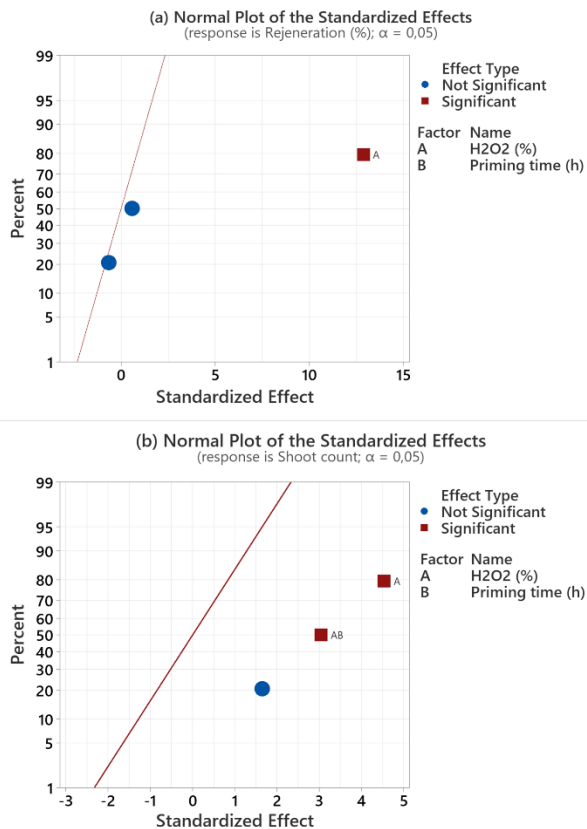 (a) Normal Plot of the Standardized Effects
(response is Rejeneration (%); α = 0,05)
99
95
90
80
70
60
50
40
30
20
10
5
1
Percent
A
0
5
10
15
Standardized Effect
Effect Type
Not Significant
Significant
Factor Name
A H2O2 (%)
B Priming time (h)
(b) Normal Plot of the Standardized Effects
(response is Shoot count; α = 0,05)
99
95
90
80
70
60
50
40
30
20
10
5
1
Percent
A
AB
-3
-2
-1
0
1
2
3
4
5
Standardized Effect
Effect Type
Not Significant
Significant
Factor Name
A H2O2 (%)
B Priming time (h)